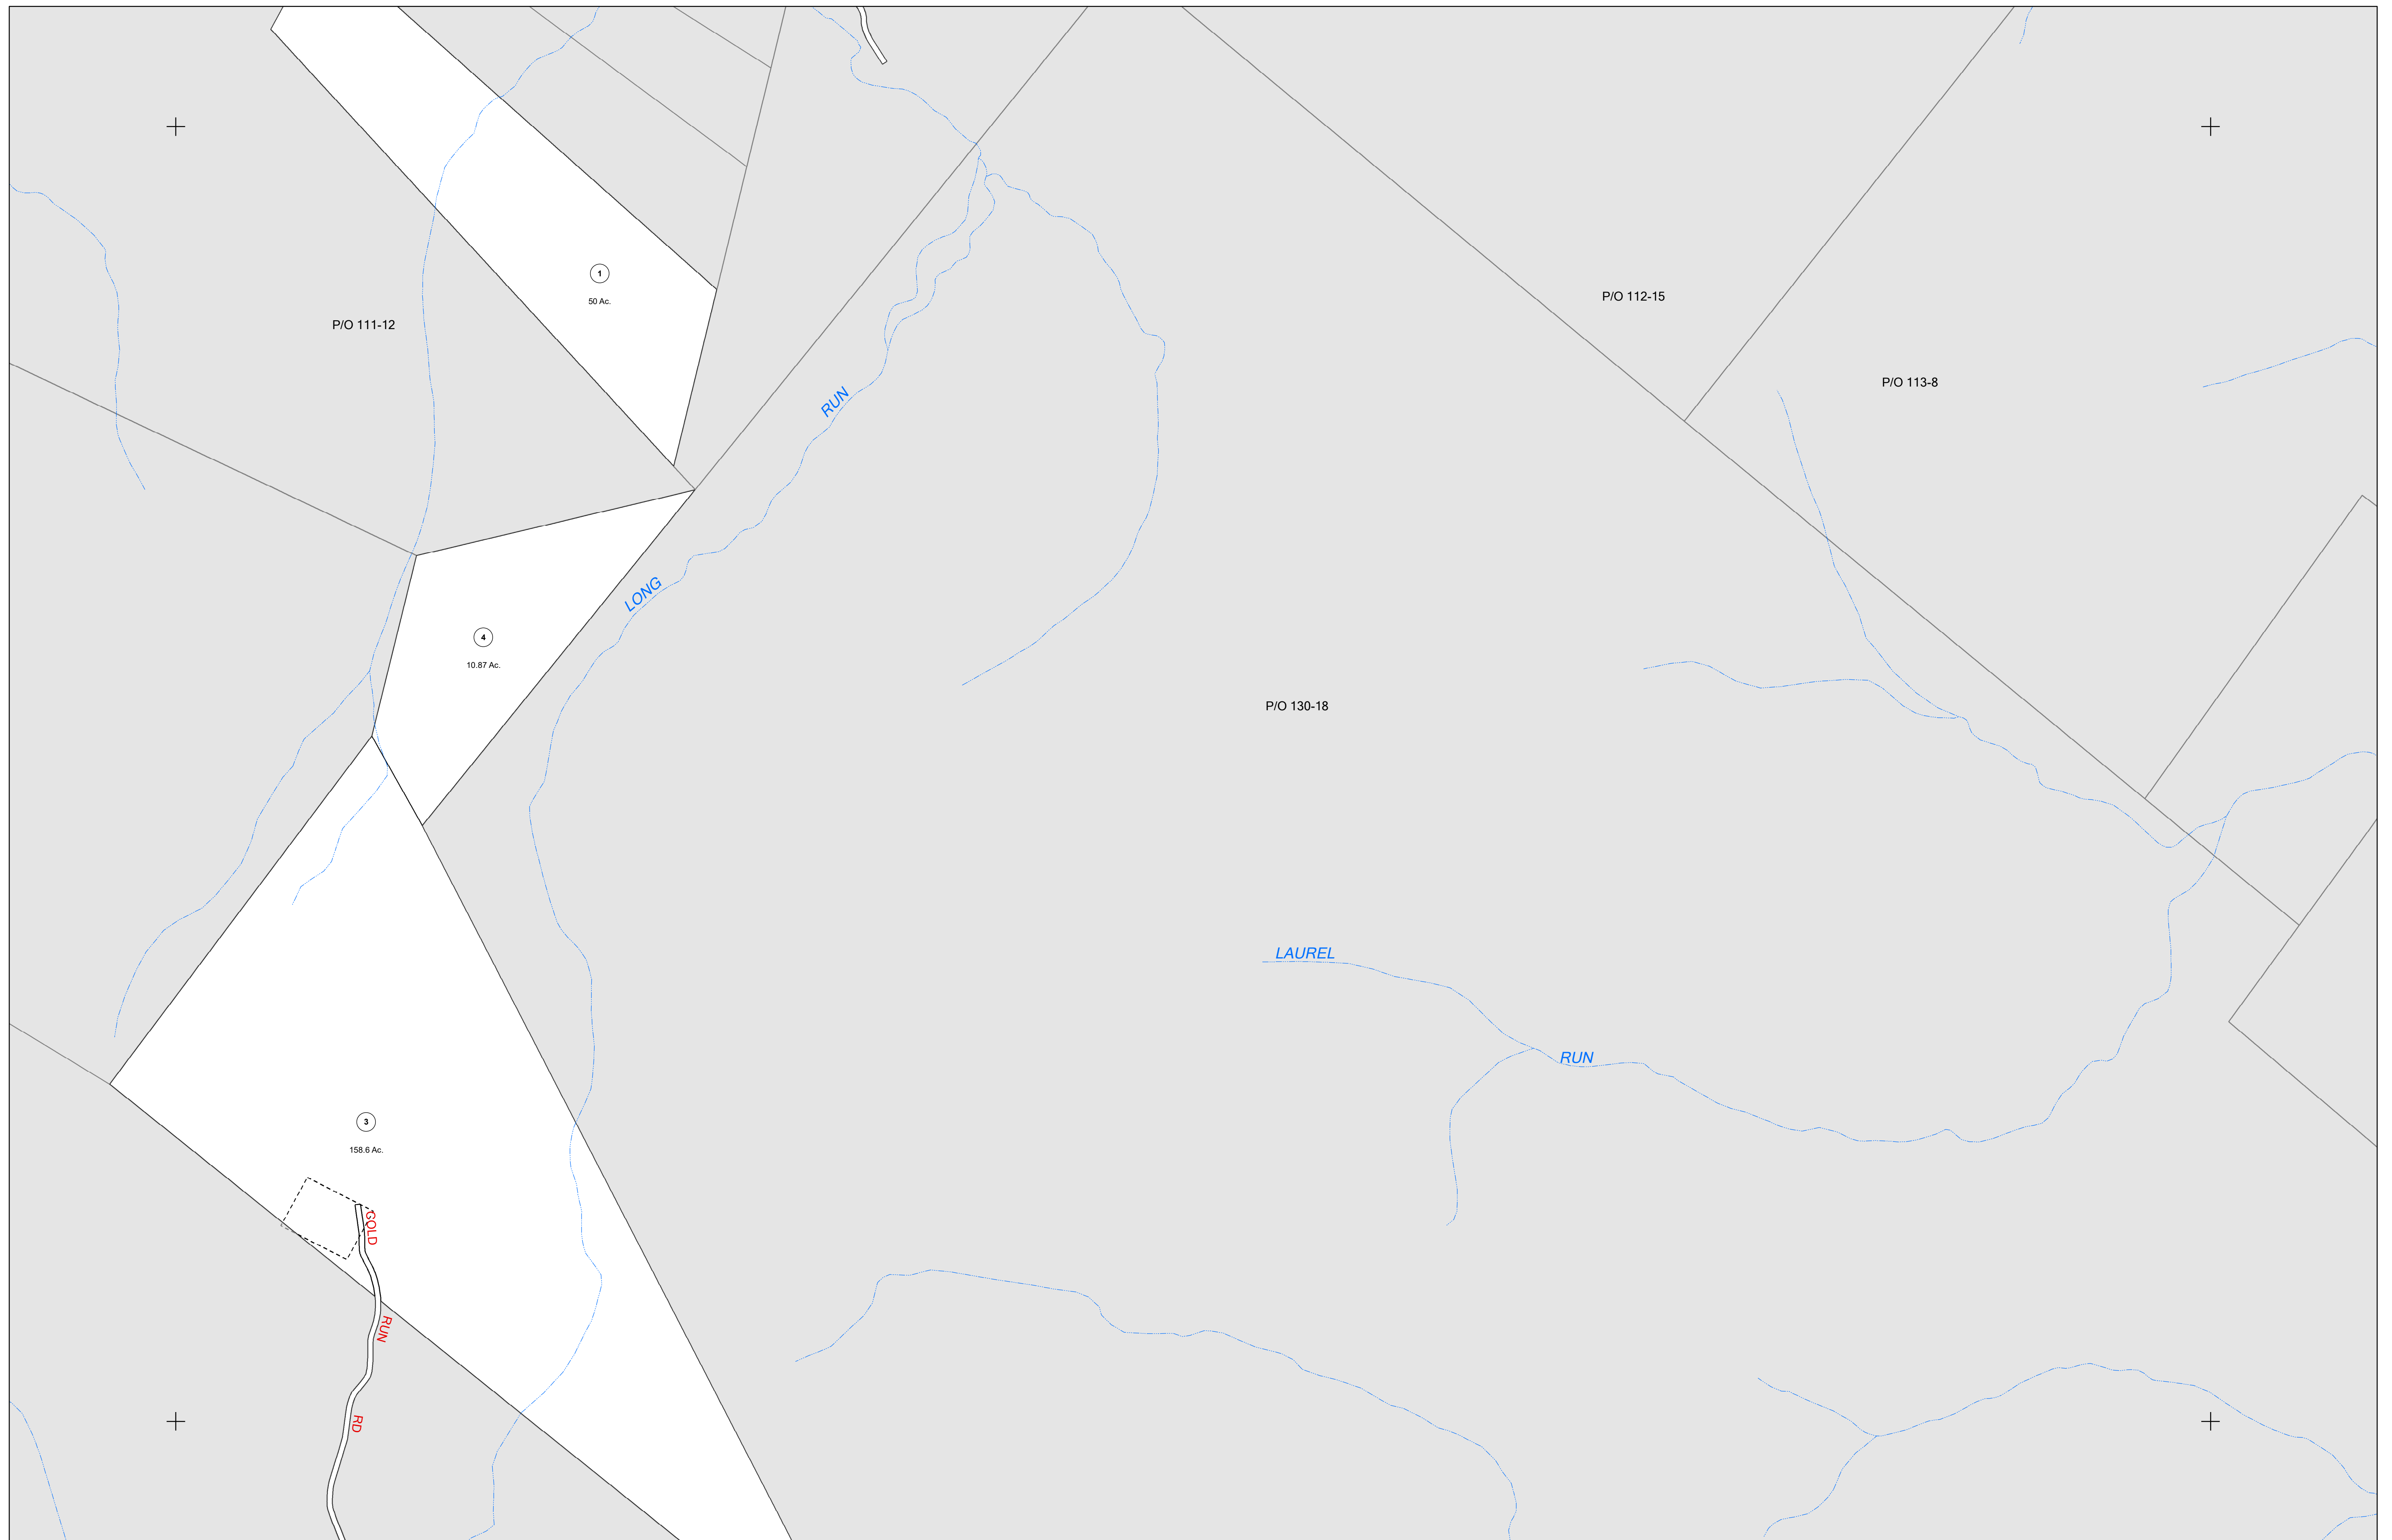 1
50 Ac.
P/O 112-15
P/O 111-12
P/O 113-8
RUN
LONG
4
10.87 Ac.
P/O 130-18
LAUREL
RUN
3
158.6 Ac.
GOLD
RUN
RD